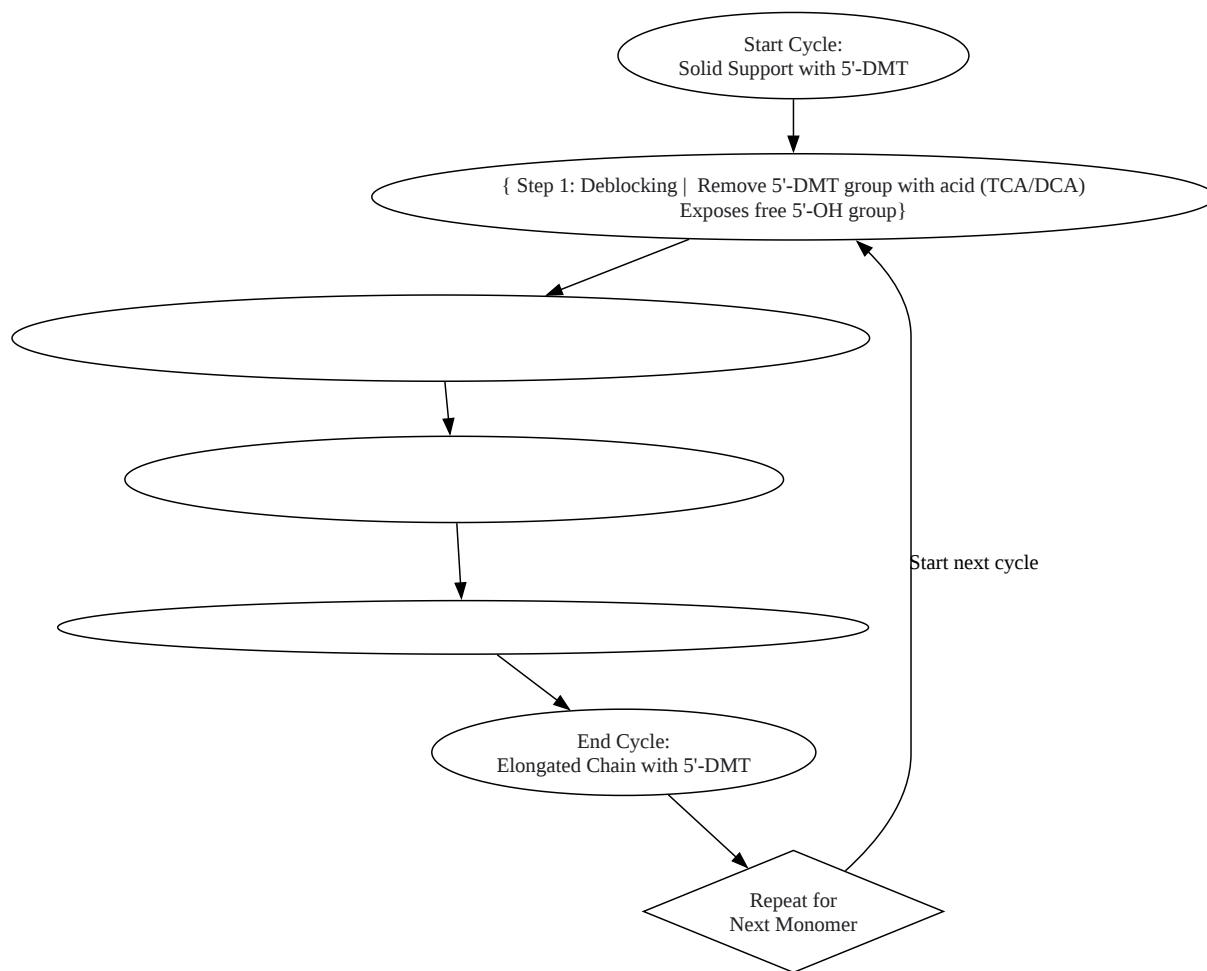 Start Cycle:
Solid Support with 5'-DMT
{ Step 1: Deblocking | Remove 5'-DMT group with acid (TCA/DCA)
Exposes free 5'-OH group}
Start next cycle
End Cycle:
Elongated Chain with 5'-DMT
Repeat for
Next Monomer